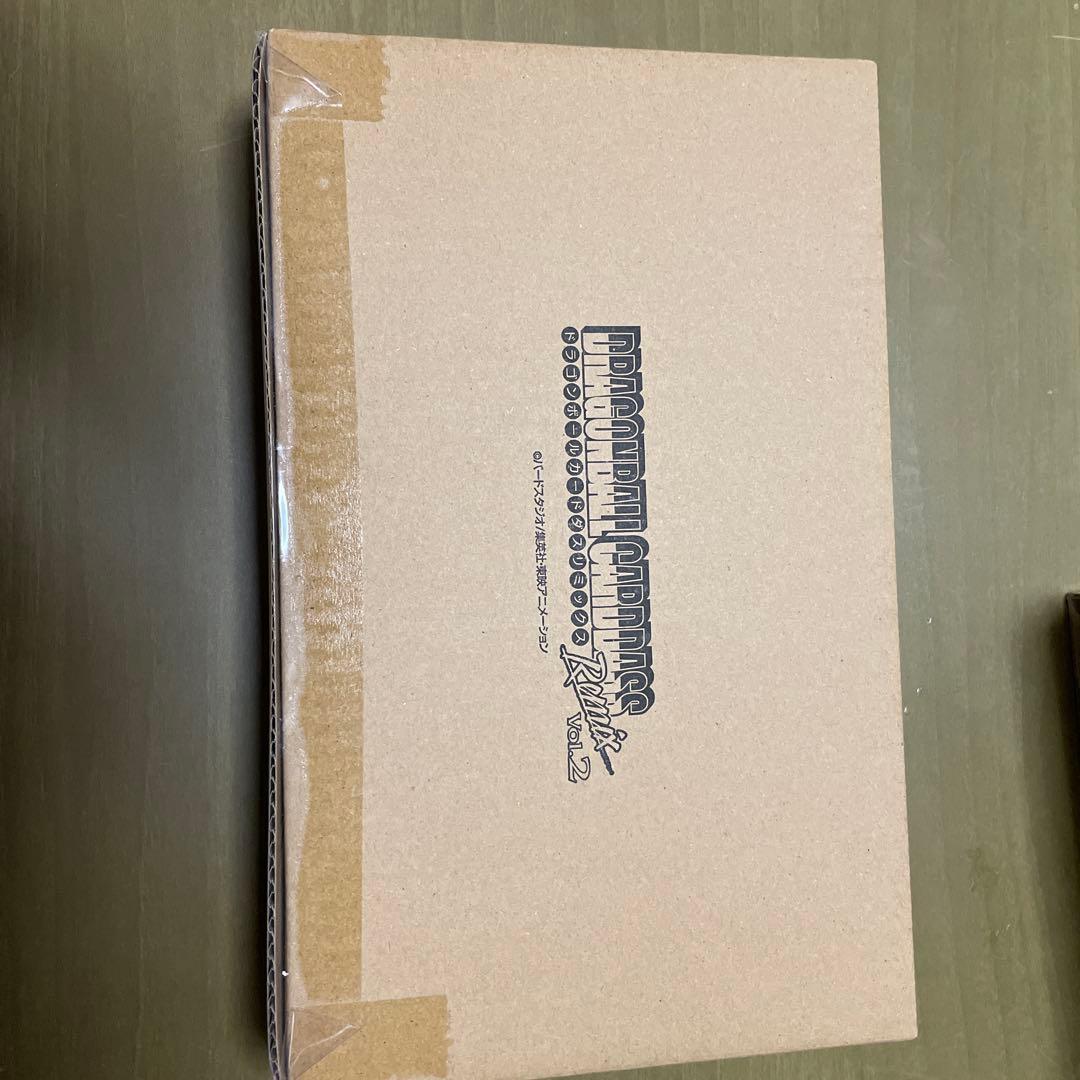 DRAGONBALL CARDDASS
ドラゴンボールカードダスリミックス
Remix Vol.2
©バードスタジオ/集英社・東映アニメーション